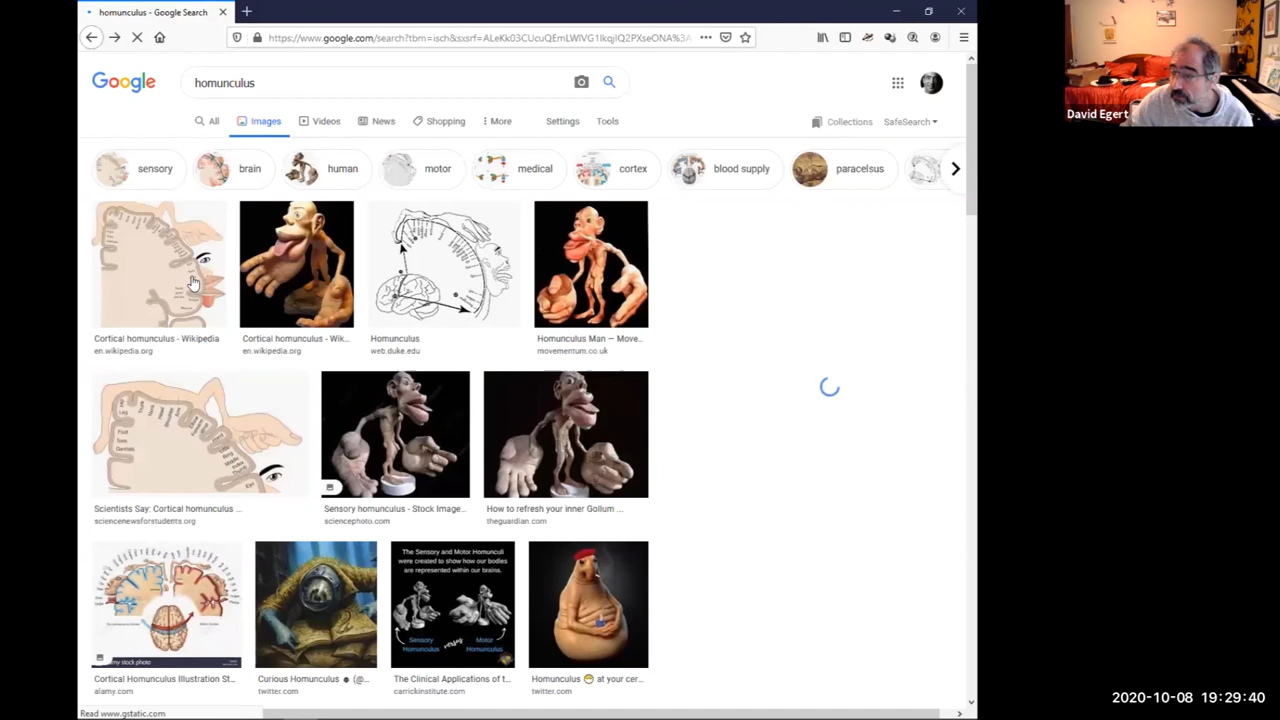 homunculus - Google Search
https://www.google.com/search?tbm=isch&sxsrf=
Google
homunculus
All
Images
Videos
News
Shopping
More
Settings
Tools
Collections
SafeSearch
sensory
brain
human
motor
medical
cortex
blood supply
paracelsus
Cortical homunculus - Wikipedia
en.wikipedia.org
Cortical homunculus - Wik...
en.wikipedia.org
Homunculus
web.duke.edu
Homunculus Man — Move...
movementum.co.uk
Scientists Say: Cortical homunculus ...
sciencenewsforstudents.org
Sensory homunculus - Stock Image...
sciencephoto.com
How to refresh your inner Gollum ...
theguardian.com
The Sensory and Motor Homunculi
were created to show how our bodies
are represented within our brains.
Sensory
Homunculus
versus
Motor
Homunculus
Cortical Homunculus Illustration St...
alamy.com
Curious Homunculus
twitter.com
The Clinical Applications of t...
carrickinstitute.com
Homunculus 😁 at your cer...
twitter.com
Read www.gstatic.com
David Egert
2020-10-08 19:29:40